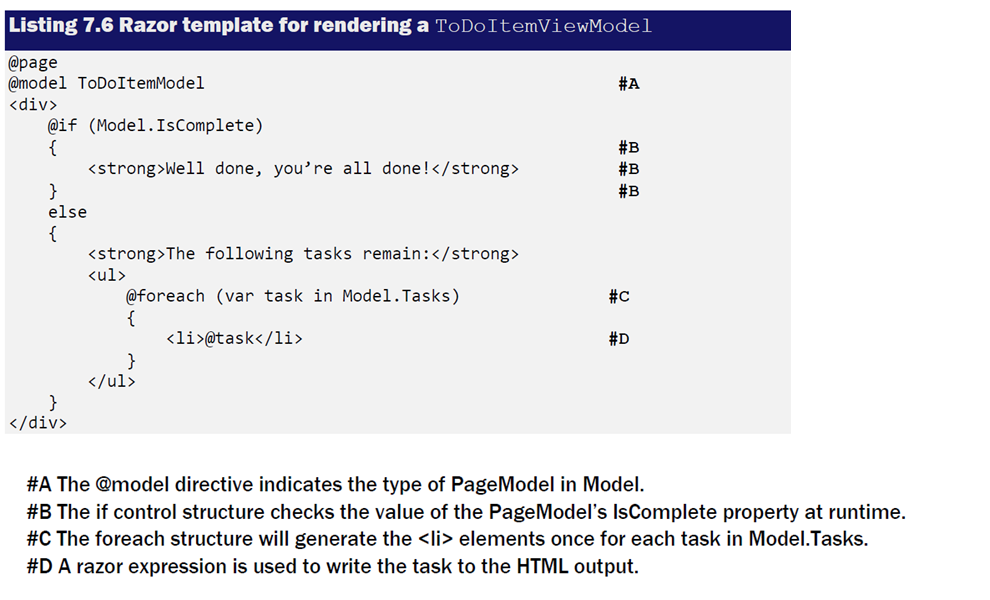 Listing 7.6 Razor template for rendering a ToDoItemViewModel
@page
@model ToDoItemModel #A
<div>
@if (Model.IsComplete)
{ #B
<strong>Well done, you’re all done!</strong> #B
} #B
else
{
<strong>The following tasks remain:</strong>
<ul>
@foreach (var task in Model.Tasks) #C
{
<li>@task</li> #D
}
</ul>
}
</div>
#A The @model directive indicates the type of PageModel in Model.
#B The if control structure checks the value of the PageModel’s IsComplete property at runtime.
#C The foreach structure will generate the <li> elements once for each task in Model.Tasks.
#D A razor expression is used to write the task to the HTML output.